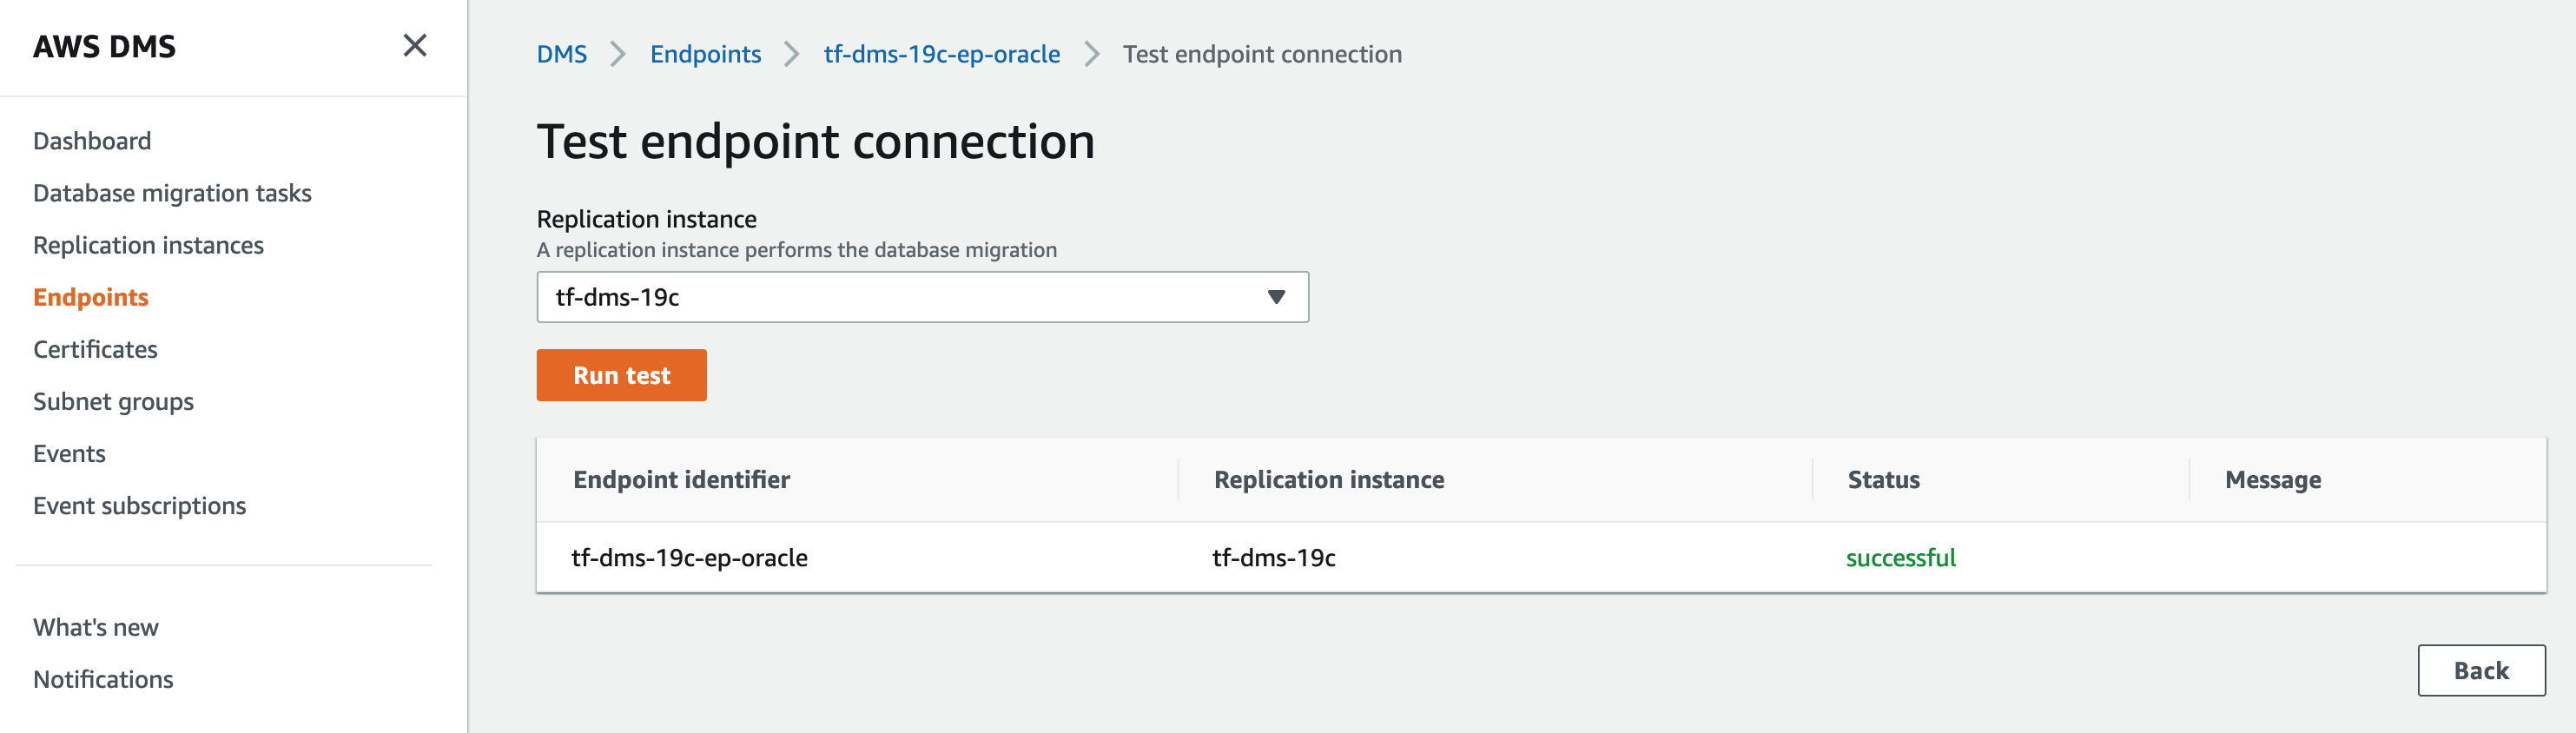 AWS DMS
Dashboard
Database migration tasks
Replication instances
Endpoints
Certificates
Subnet groups
Events
Event subscriptions
What's new
Notifications
DMS Endpoints tf-dms-19c-ep-oracle Test endpoint connection
Test endpoint connection
Replication instance
A replication instance performs the database migration
tf-dms-19c
Run test
Endpoint identifier Replication instance Status Message
tf-dms-19c-ep-oracle tf-dms-19c successful
Back